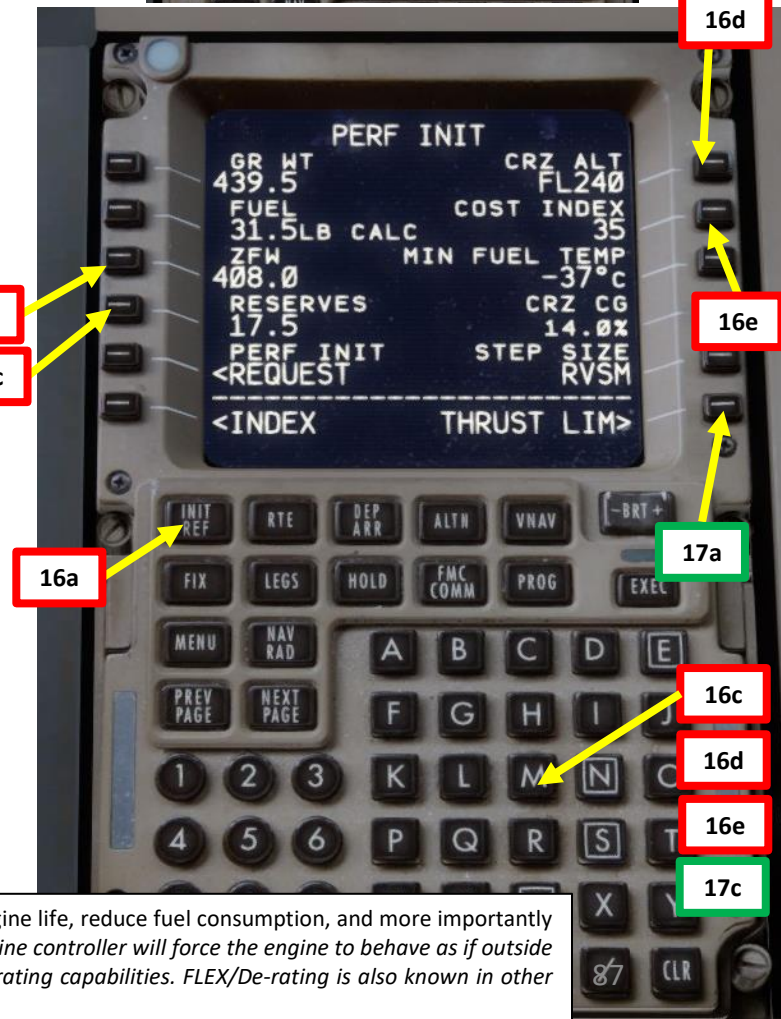 16d
PERF INIT
GR WT CRZ ALT
439.5 FL240
FUEL COST INDEX
31.5LB CALC 35
ZFW MIN FUEL TEMP
408.0 -37°c
RESERVES CRZ CG
17.5 14.0%
PERF INIT STEP SIZE
<REQUEST RVSM
<INDEX THRUST LIM>
c
16e
17a
16a
INIT REF RTE DEP ARR ALTN VNAV -BRT+
FIX LEGS HOLD FMC COMM PROG EXEC
MENU NAV RAD
PREV PAGE NEXT PAGE
A B C D E
F G H I J
1 2 3 K L M N O
4 5 6 P Q R S T
X Y
CLR
16c
16d
16e
17c
gine life, reduce fuel consumption, and more importantly
ine controller will force the engine to behave as if outside
rating capabilities. FLEX/De-rating is also known in other
87